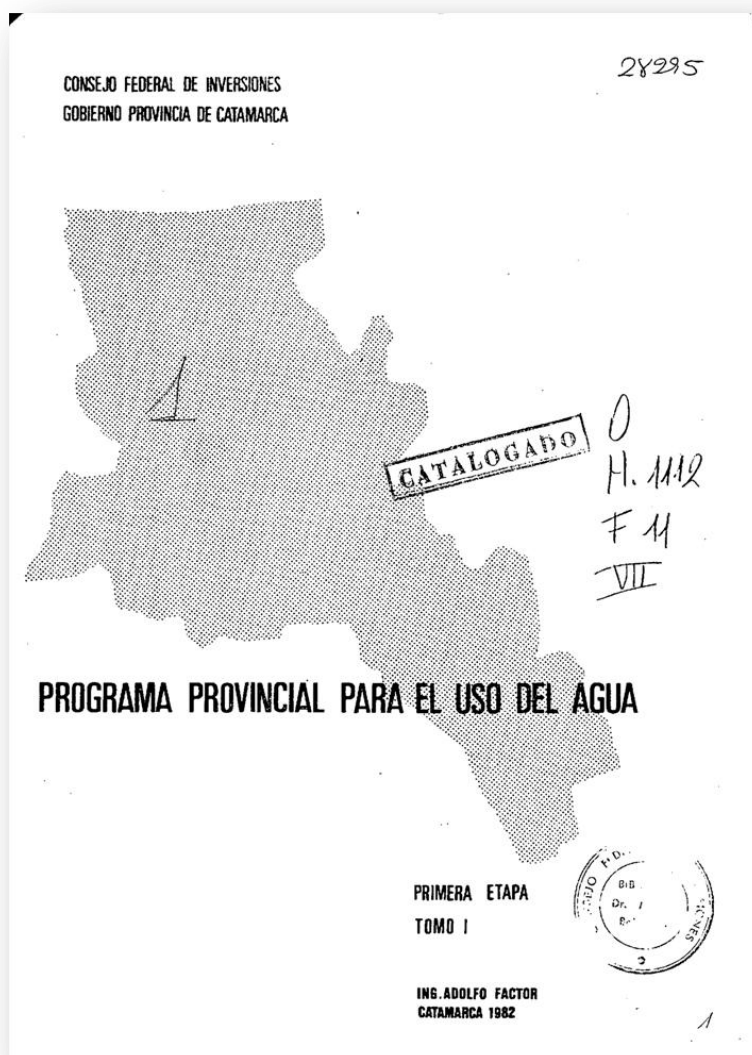 28295
CONSEJO FEDERAL DE INVERSIONES
GOBIERNO PROVINCIA DE CATAMARCA
CATALOGADO
O
H. 1112
F 11
VII
PROGRAMA PROVINCIAL PARA EL USO DEL AGUA
PRIMERA ETAPA
TOMO I
ING. ADOLFO FACTOR
CATAMARCA 1982
1